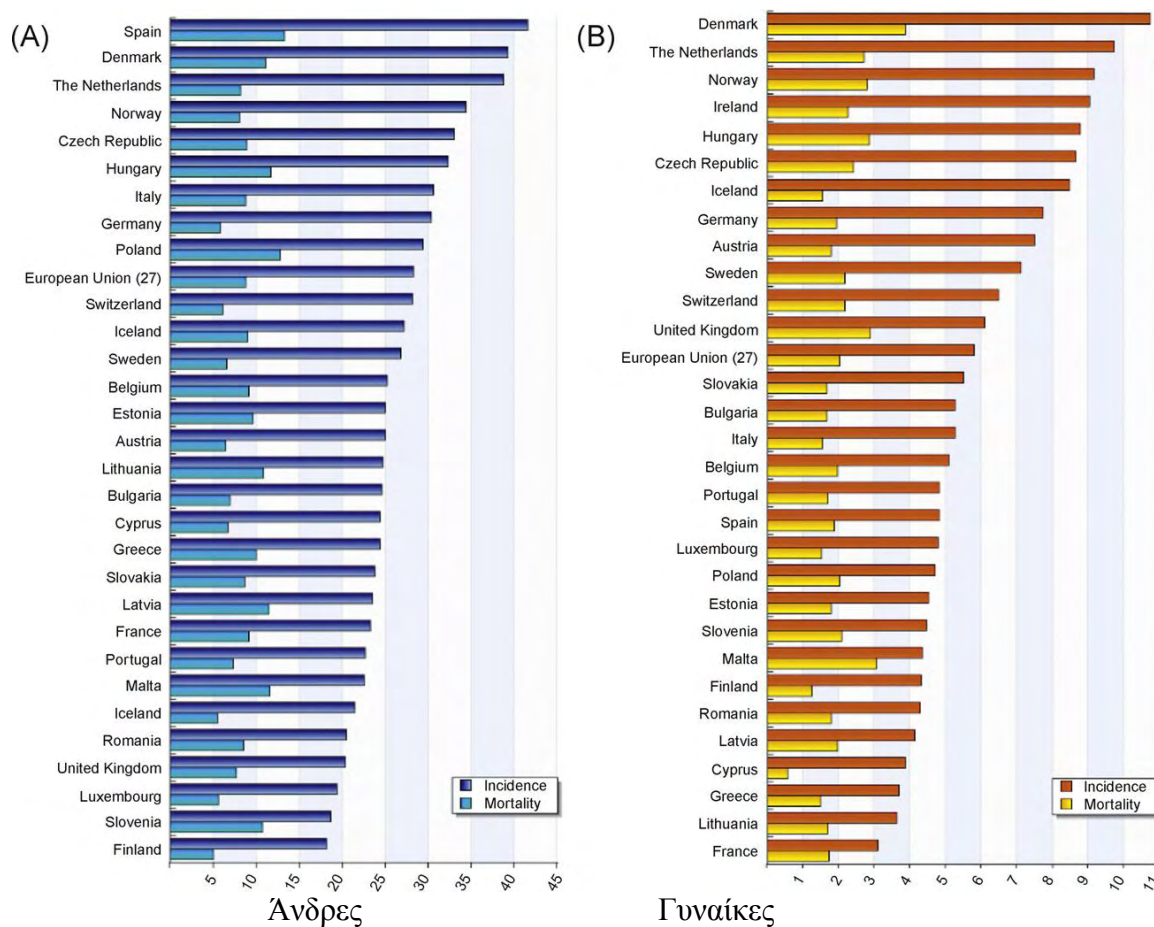 (A)
Spain
Denmark
The Netherlands
Norway
Czech Republic
Hungary
Italy
Germany
Poland
European Union (27)
Switzerland
Iceland
Sweden
Belgium
Estonia
Austria
Lithuania
Bulgaria
Cyprus
Greece
Slovakia
Latvia
France
Portugal
Malta
Iceland
Romania
United Kingdom
Luxembourg
Slovenia
Finland
Incidence
Mortality
5 10 15 20 25 30 35 40 45
Άνδρες
(B)
Denmark
The Netherlands
Norway
Ireland
Hungary
Czech Republic
Iceland
Germany
Austria
Sweden
Switzerland
United Kingdom
European Union (27)
Slovakia
Bulgaria
Italy
Belgium
Portugal
Spain
Luxembourg
Poland
Estonia
Slovenia
Malta
Finland
Romania
Latvia
Cyprus
Greece
Lithuania
France
Incidence
Mortality
1 2 3 4 5 6 7 8 9 10 11
Γυναίκες